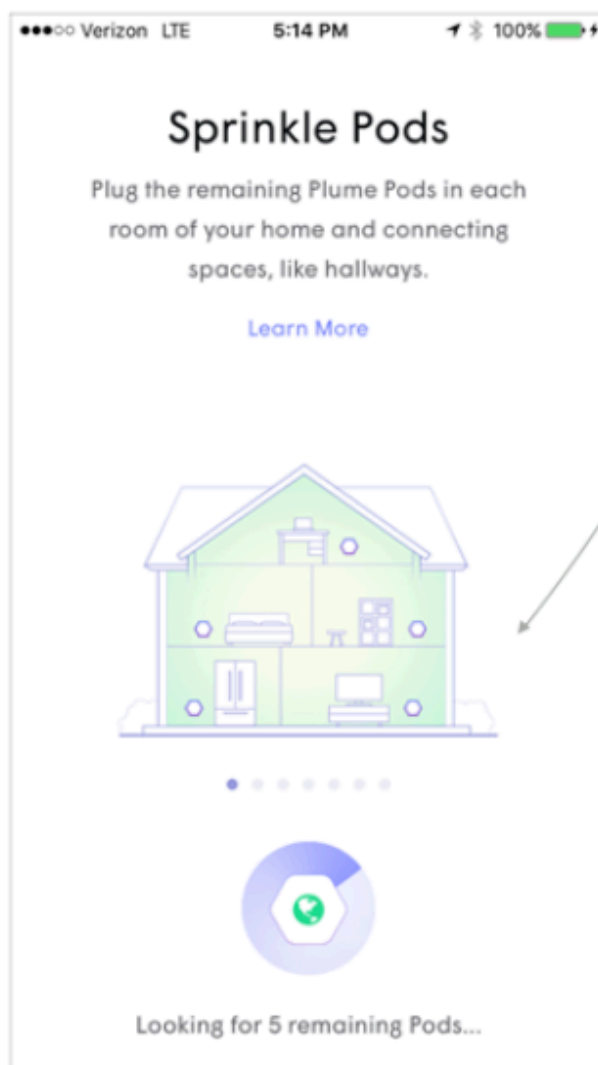 Verizon LTE 5:14 PM 100%
Sprinkle Pods
Plug the remaining Plume Pods in each
room of your home and connecting
spaces, like hallways.
Learn More
Looking for 5 remaining Pods...